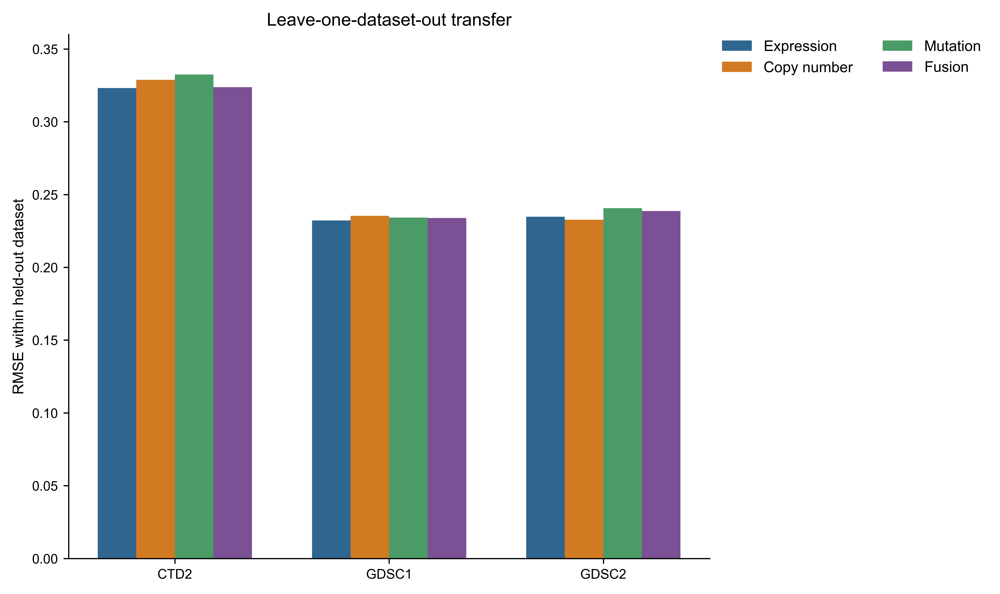 Leave-one-dataset-out transfer
Expression
Copy number
Mutation
Fusion
RMSE within held-out dataset
0.35
0.30
0.25
0.20
0.15
0.10
0.05
0.00
CTD2
GDSC1
GDSC2